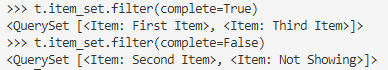 >>> t.item_set.filter(complete=True)
<QuerySet [<Item: First Item>, <Item: Third Item>]>
>>> t.item_set.filter(complete=False)
<QuerySet [<Item: Second Item>, <Item: Not Showing>]>